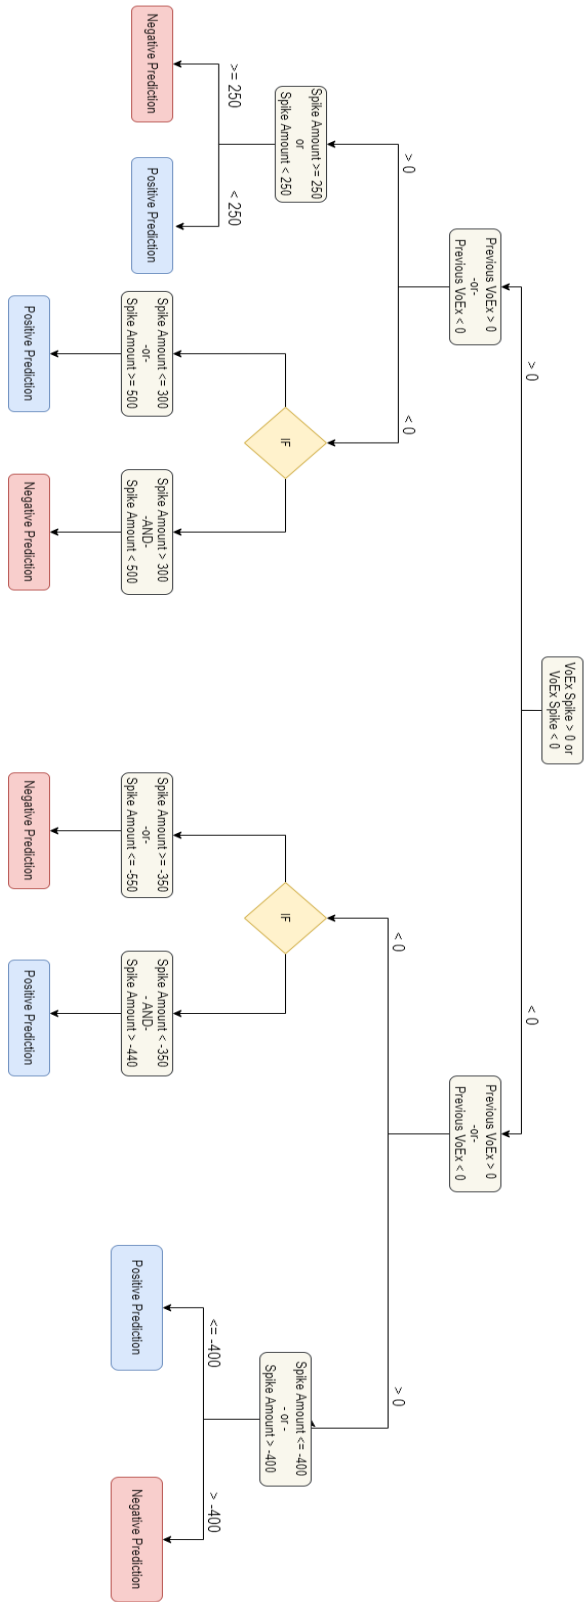 VoEx Spike > 0 or
VoEx Spike < 0
> 0
< 0
Previous VoEx > 0
-or-
Previous VoEx < 0
Previous VoEx > 0
-or-
Previous VoEx < 0
> 0
< 0
< 0
> 0
Spike Amount >= 250
or
Spike Amount < 250
IF
IF
Spike Amount <= -400
- or -
Spike Amount > -400
>= 250
< 250
<= -400
> -400
Negative Prediction
Positive Prediction
Spike Amount <= 300
-or-
Spike Amount >= 500
Spike Amount > 300
-AND-
Spike Amount < 500
Spike Amount >= -350
-or-
Spike Amount <= -550
Spike Amount < -350
- AND-
Spike Amount > -440
Positive Prediction
Negative Prediction
Positive Prediction
Negative Prediction
Negative Prediction
Positive Prediction